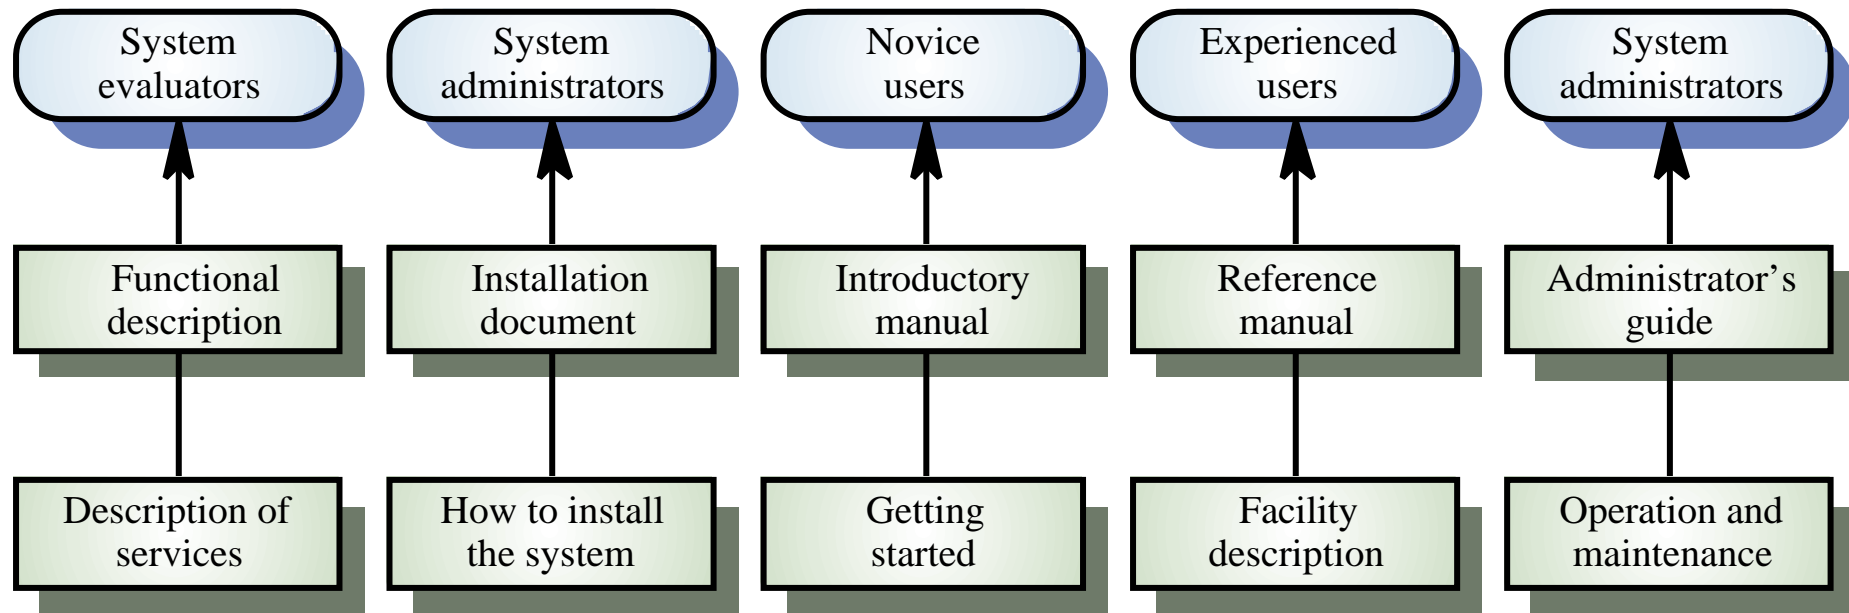 System
evaluators
System
administrators
Novice
users
Experienced
users
System
administrators
Functional
description
Installation
document
Introductory
manual
Reference
manual
Administrator’s
guide
Description of
services
How to install
the system
Getting
started
Facility
description
Operation and
maintenance